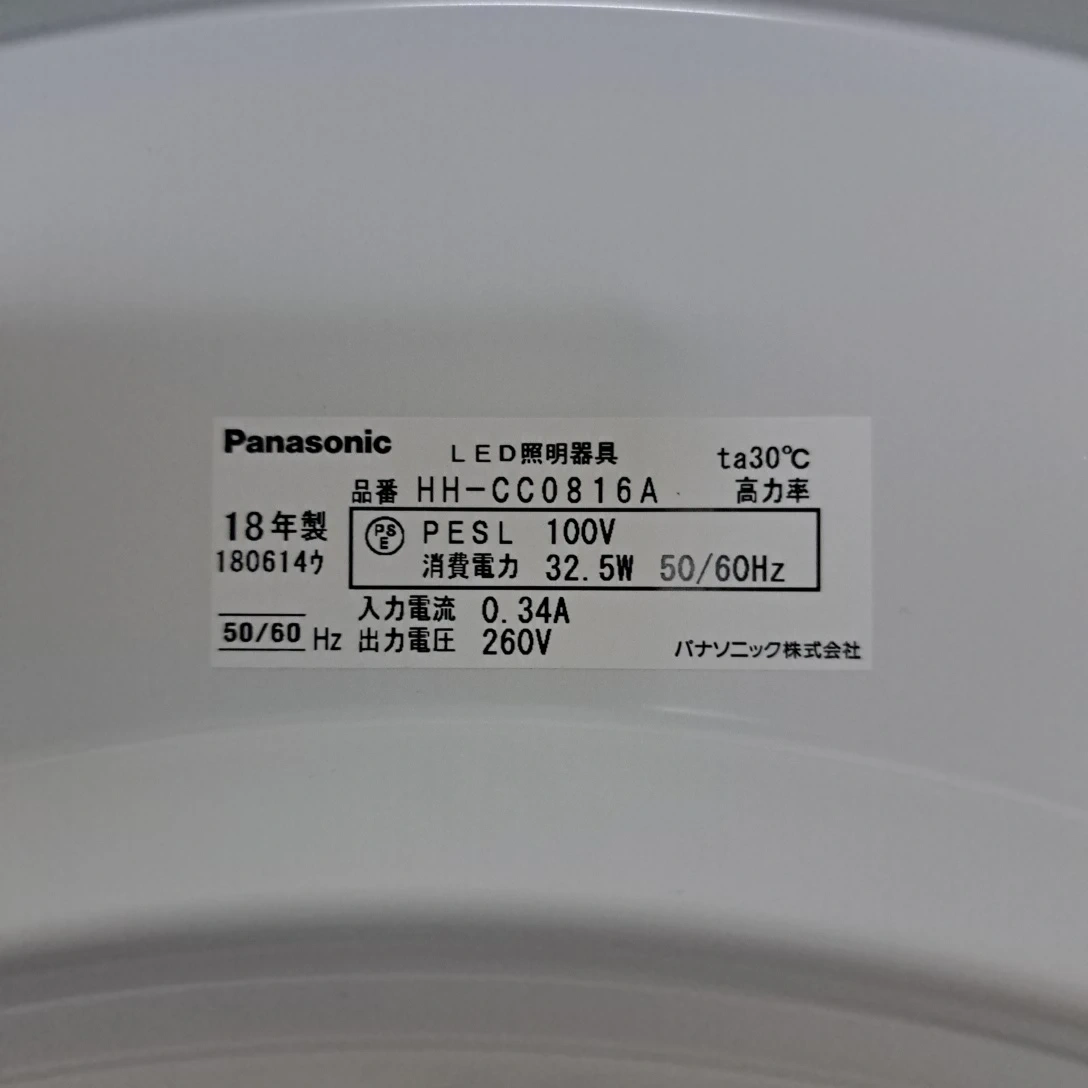 Panasonic LED照明器具 ta30℃
品番 HH-CC0816A 高力率
18年製 PSE PESL 100V
180614ウ 消費電力 32.5W 50/60Hz
入力電流 0.34A
50/60 Hz 出力電圧 260V パナソニック株式会社